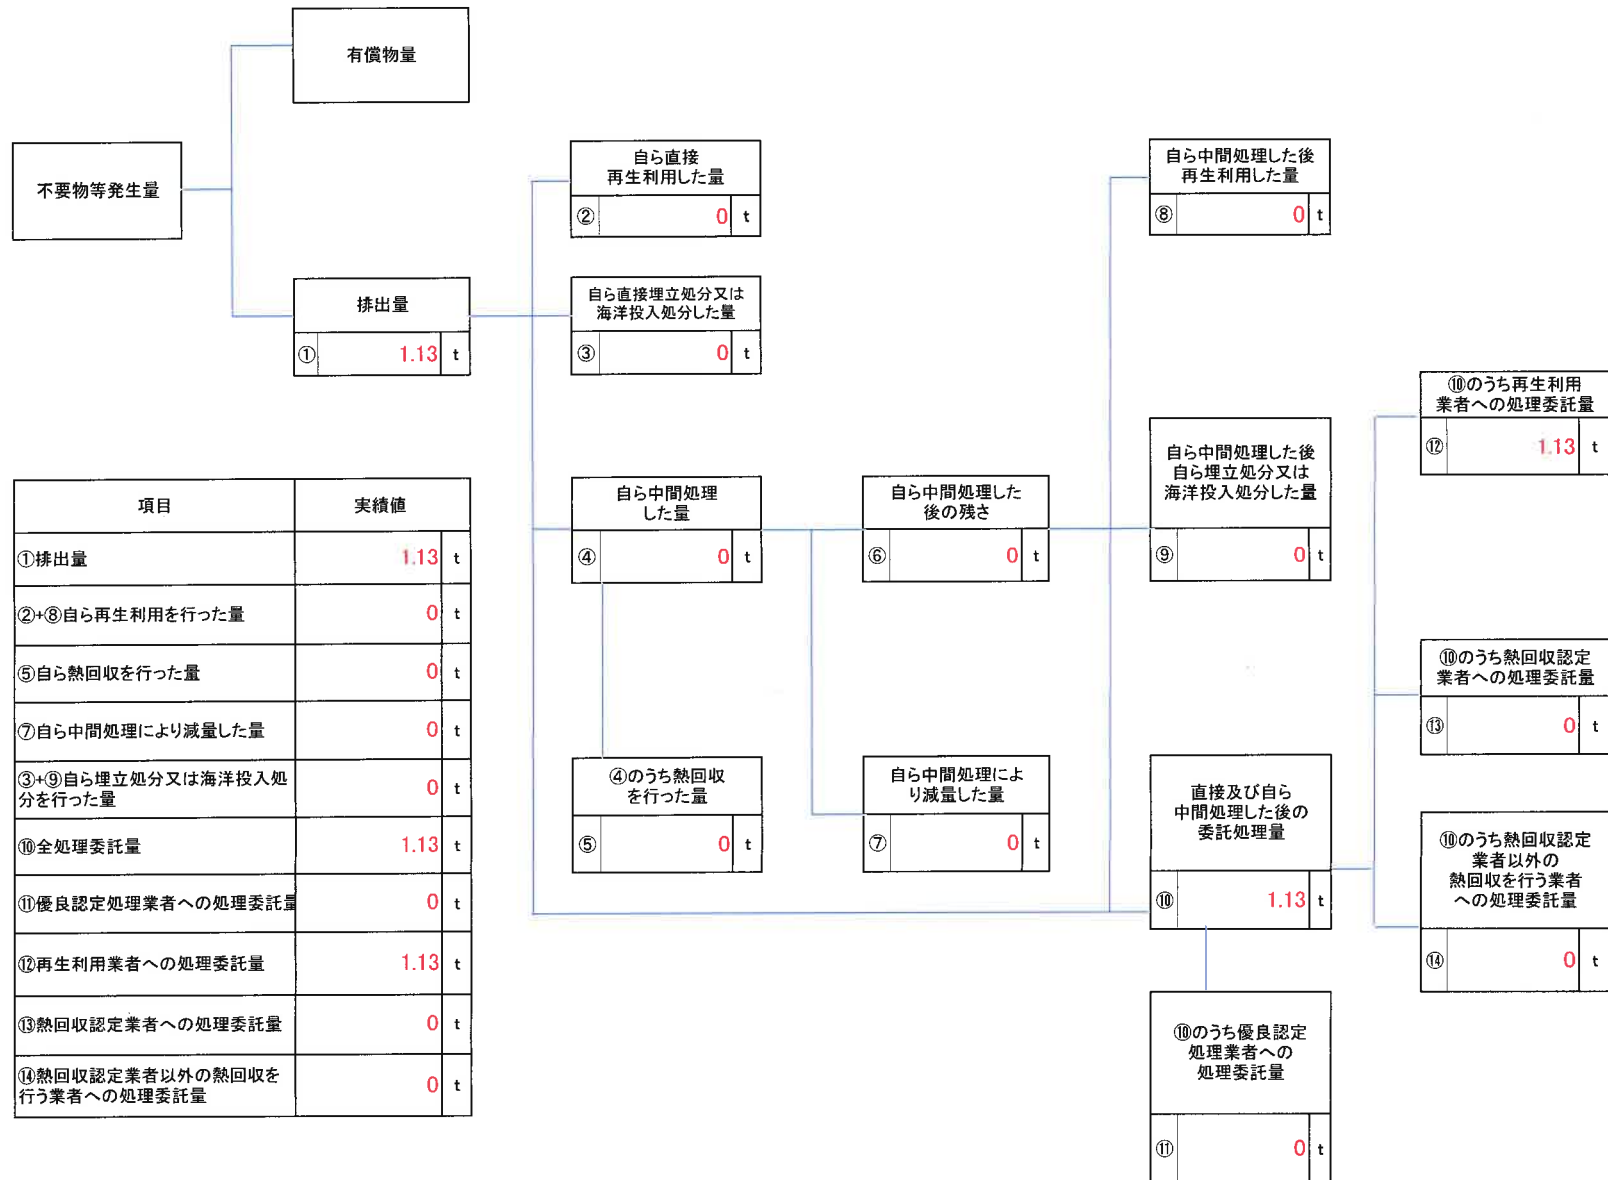 有償物量
不要物等発生量
排出量
① 1.13 t
自ら直接
再生利用した量
② 0 t
自ら直接埋立処分又は
海洋投入処分した量
③ 0 t
自ら中間処理
した量
④ 0 t
④のうち熱回収
を行った量
⑤ 0 t
自ら中間処理した
後の残さ
⑥ 0 t
自ら中間処理によ
り減量した量
⑦ 0 t
自ら中間処理した後
再生利用した量
⑧ 0 t
自ら中間処理した後
自ら埋立処分又は
海洋投入処分した量
⑨ 0 t
直接及び自ら
中間処理した後の
委託処理量
⑩ 1.13 t
⑩のうち優良認定
処理業者への
処理委託量
⑪ 0 t
⑩のうち再生利用
業者への処理委託量
⑫ 1.13 t
⑩のうち熱回収認定
業者への処理委託量
⑬ 0 t
⑩のうち熱回収認定
業者以外の
熱回収を行う業者
への処理委託量
⑭ 0 t
項目 実績値
①排出量 1.13 t
②+⑧自ら再生利用を行った量 0 t
⑤自ら熱回収を行った量 0 t
⑦自ら中間処理により減量した量 0 t
③+⑨自ら埋立処分又は海洋投入処
分を行った量 0 t
⑩全処理委託量 1.13 t
⑪優良認定処理業者への処理委託量 0 t
⑫再生利用業者への処理委託量 1.13 t
⑬熱回収認定業者への処理委託量 0 t
⑭熱回収認定業者以外の熱回収を
行う業者への処理委託量 0 t